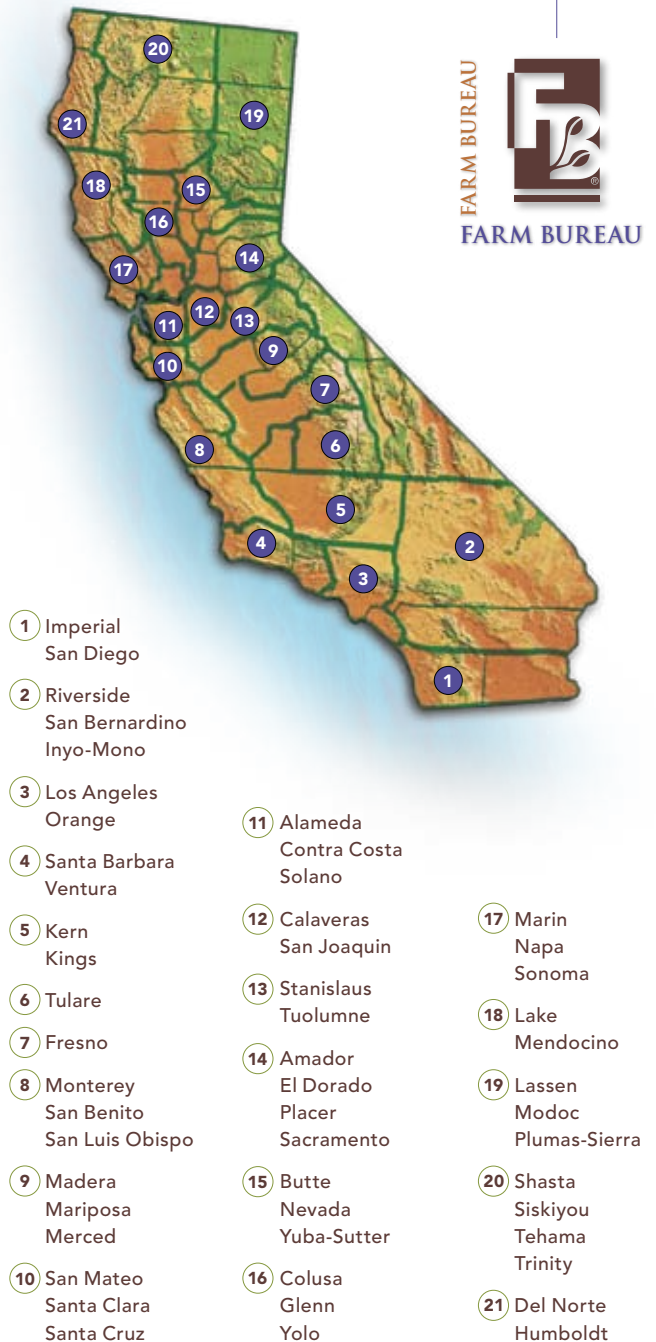 20
19
21
18
15
16
14
17
12
13
11
9
10
7
8
6
5
4
2
3
1
FARM BUREAU
FB
®
FARM BUREAU
1 Imperial
San Diego
2 Riverside
San Bernardino
Inyo-Mono
3 Los Angeles
Orange
4 Santa Barbara
Ventura
5 Kern
Kings
6 Tulare
7 Fresno
8 Monterey
San Benito
San Luis Obispo
9 Madera
Mariposa
Merced
10 San Mateo
Santa Clara
Santa Cruz
11 Alameda
Contra Costa
Solano
12 Calaveras
San Joaquin
13 Stanislaus
Tuolumne
14 Amador
El Dorado
Placer
Sacramento
15 Butte
Nevada
Yuba-Sutter
16 Colusa
Glenn
Yolo
17 Marin
Napa
Sonoma
18 Lake
Mendocino
19 Lassen
Modoc
Plumas-Sierra
20 Shasta
Siskiyou
Tehama
Trinity
21 Del Norte
Humboldt